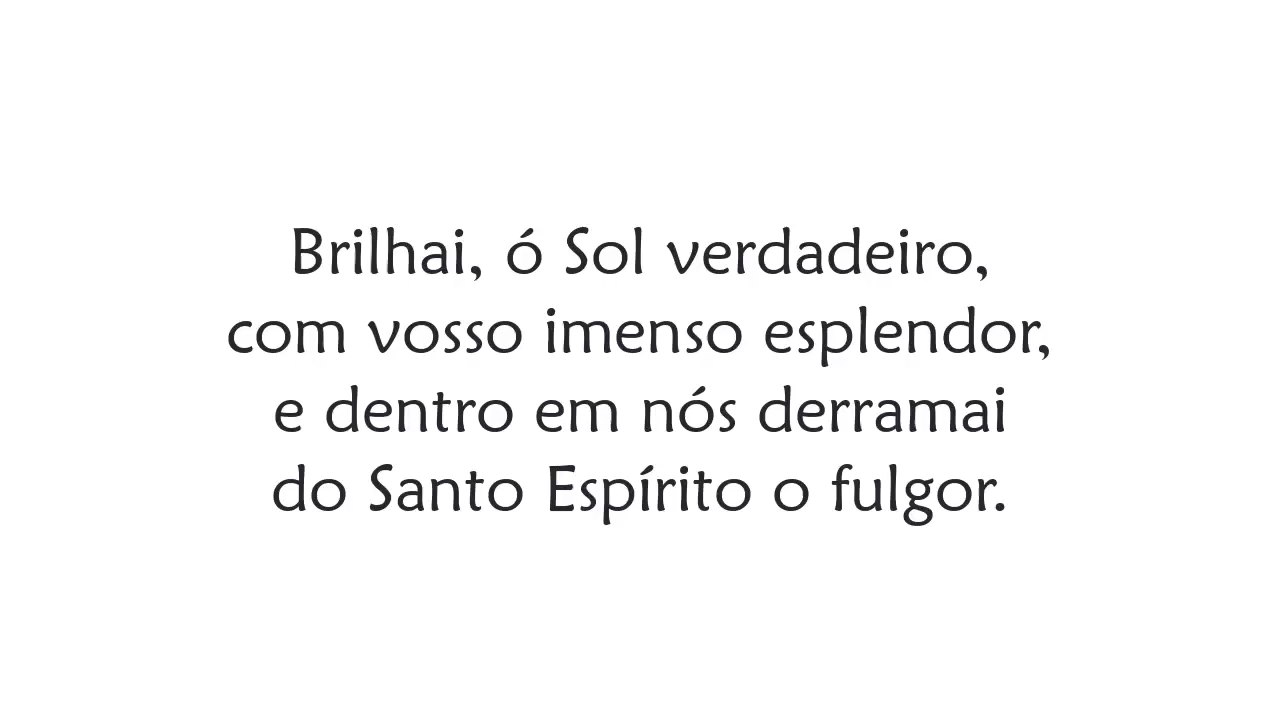 Brilhai, ó Sol verdadeiro,
com vosso imenso esplendor,
e dentro em nós derramai
do Santo Espírito o fulgor.